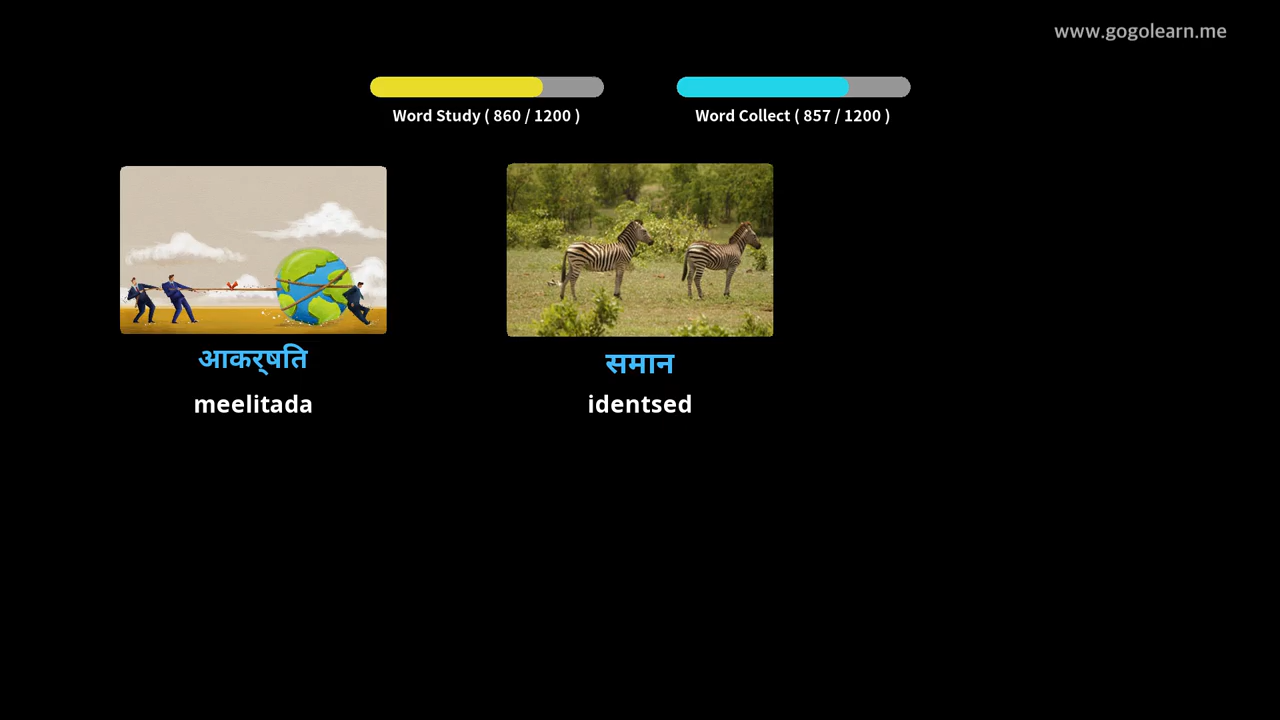 www.gogolearn.me
Word Study ( 860 / 1200 )
Word Collect ( 857 / 1200 )
आकर्षति
meelitada
समान
identsed